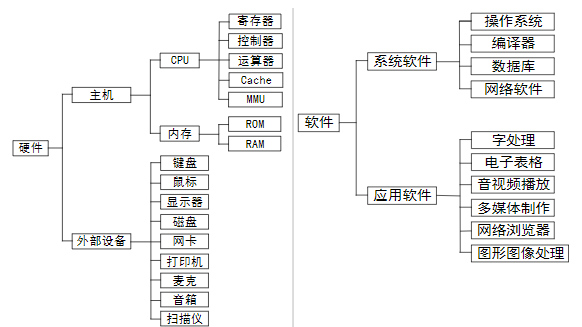 硬件
主机
CPU
寄存器
控制器
运算器
Cache
MMU
内存
ROM
RAM
外部设备
键盘
鼠标
显示器
磁盘
网卡
打印机
麦克
音箱
扫描仪
软件
系统软件
操作系统
编译器
数据库
网络软件
应用软件
字处理
电子表格
音视频播放
多媒体制作
网络浏览器
图形图像处理